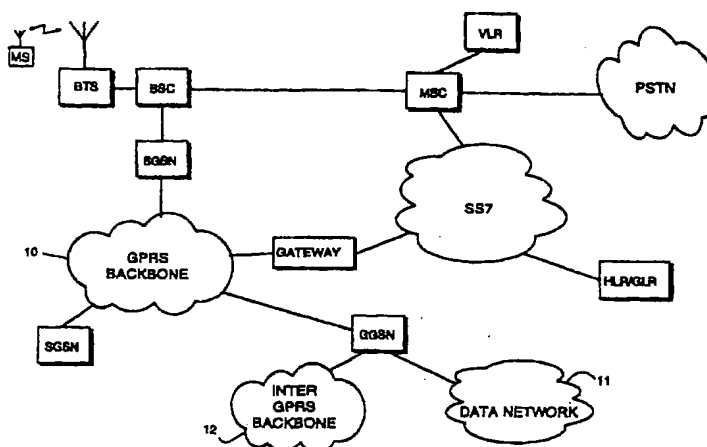 VLR
MS
BTS
BSC
MSC
PSTN
SGSN
SS7
10
GPRS
BACKBONE
GATEWAY
HLR/GLR
SGSN
GGSN
INTER
GPRS
BACKBONE
12
11
DATA NETWORK